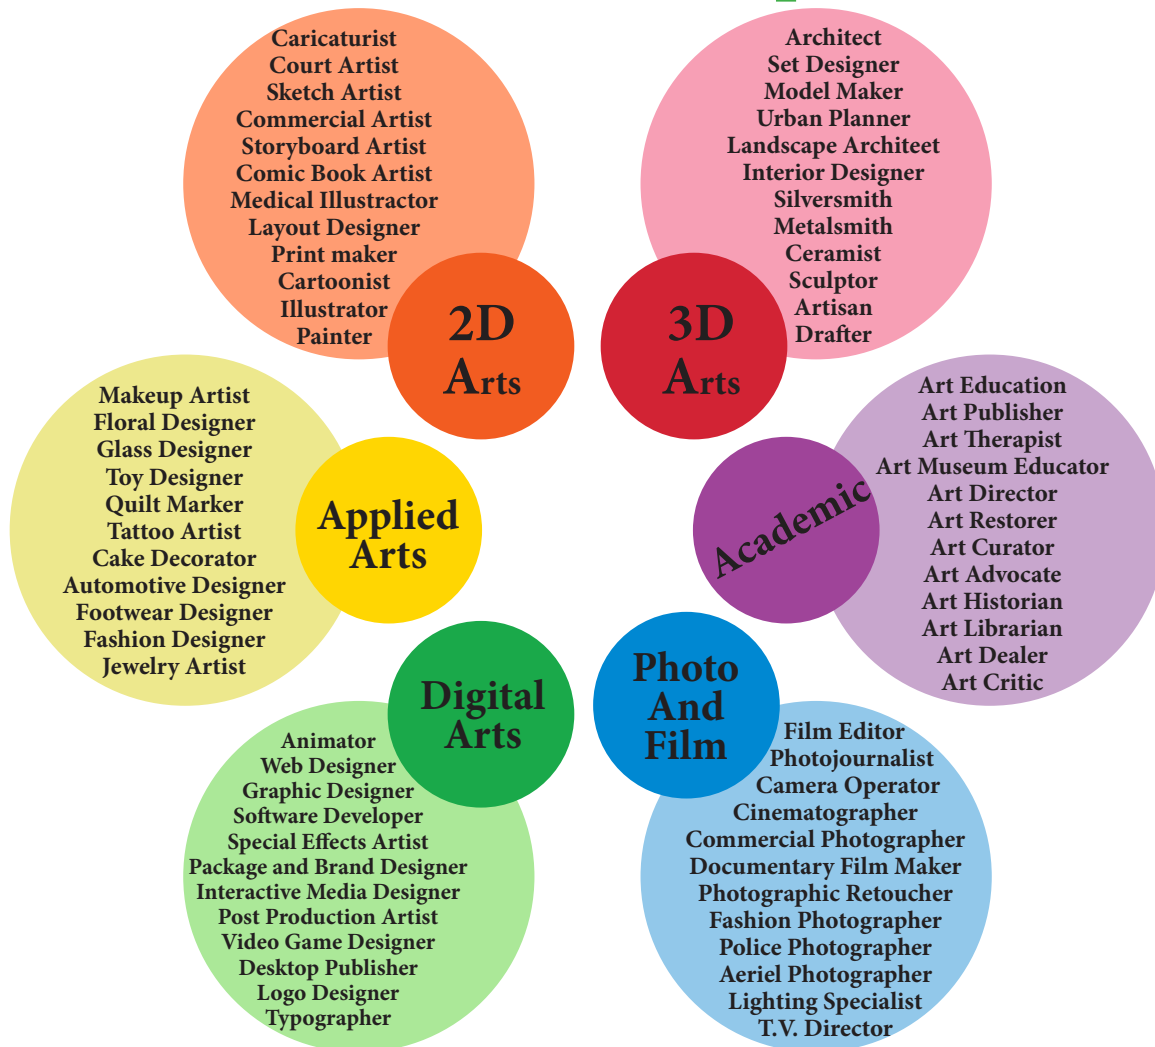 Caricaturist
Court Artist
Sketch Artist
Commercial Artist
Storyboard Artist
Comic Book Artist
Medical Illustractor
Layout Designer
Print maker
Cartoonist
Illustrator
Painter
2D
Arts
Architect
Set Designer
Model Maker
Urban Planner
Landscape Architeet
Interior Designer
Silversmith
Metalsmith
Ceramist
Sculptor
Artisan
Drafter
3D
Arts
Makeup Artist
Floral Designer
Glass Designer
Toy Designer
Quilt Marker
Tattoo Artist
Cake Decorator
Automotive Designer
Footwear Designer
Fashion Designer
Jewelry Artist
Applied
Arts
Academic
Art Education
Art Publisher
Art Therapist
Art Museum Educator
Art Director
Art Restorer
Art Curator
Art Advocate
Art Historian
Art Librarian
Art Dealer
Art Critic
Digital
Arts
Animator
Web Designer
Graphic Designer
Software Developer
Special Effects Artist
Package and Brand Designer
Interactive Media Designer
Post Production Artist
Video Game Designer
Desktop Publisher
Logo Designer
Typographer
Photo
And
Film
Film Editor
Photojournalist
Camera Operator
Cinematographer
Commercial Photographer
Documentary Film Maker
Photographic Retoucher
Fashion Photographer
Police Photographer
Aeriel Photographer
Lighting Specialist
T.V. Director